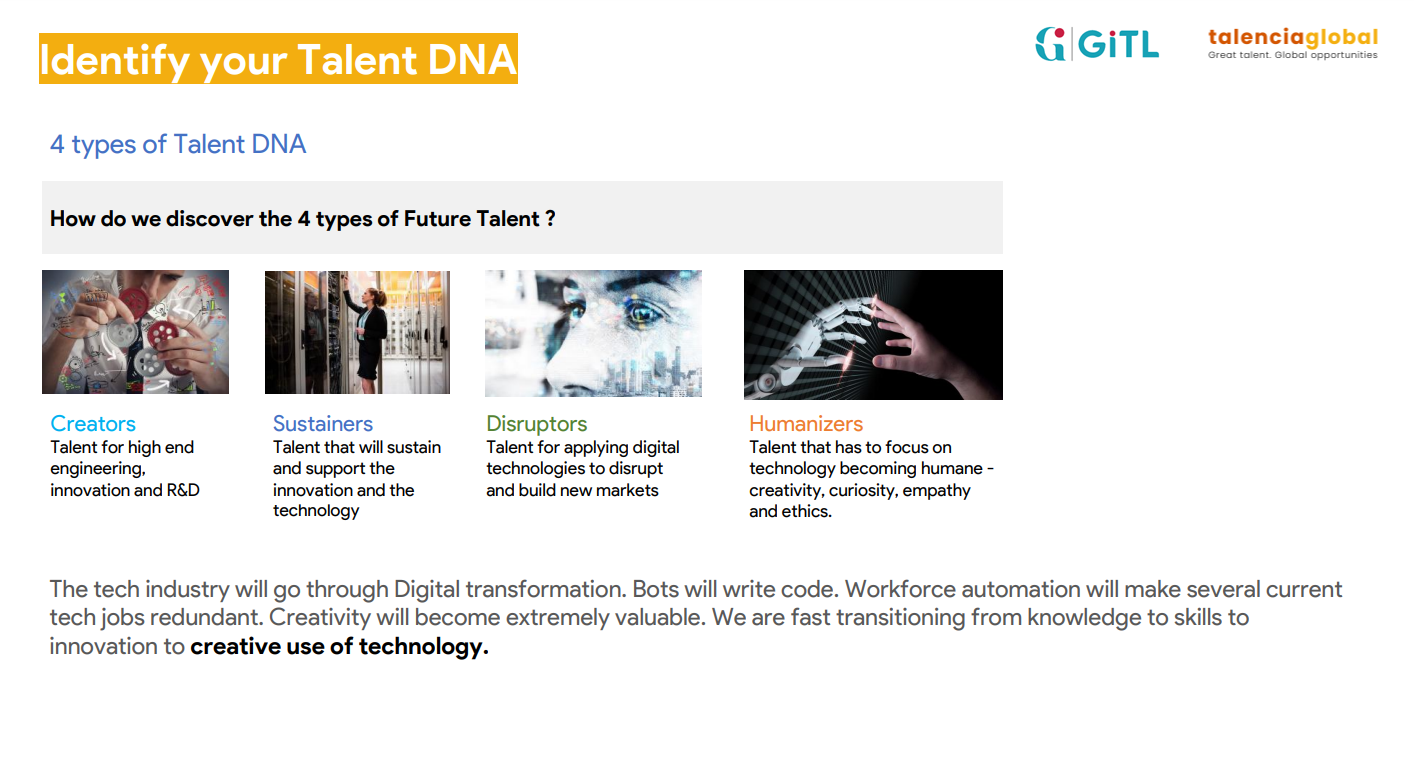 Identify your Talent DNA
GiTL
talenciaglobal
Great talent. Global opportunities
4 types of Talent DNA
How do we discover the 4 types of Future Talent ?
Creators
Talent for high end
engineering,
innovation and R&D
Sustainers
Talent that will sustain
and support the
innovation and the
technology
Disruptors
Talent for applying digital
technologies to disrupt
and build new markets
Humanizers
Talent that has to focus on
technology becoming humane -
creativity, curiosity, empathy
and ethics.
The tech industry will go through Digital transformation. Bots will write code. Workforce automation will make several current
tech jobs redundant. Creativity will become extremely valuable. We are fast transitioning from knowledge to skills to
innovation to creative use of technology.